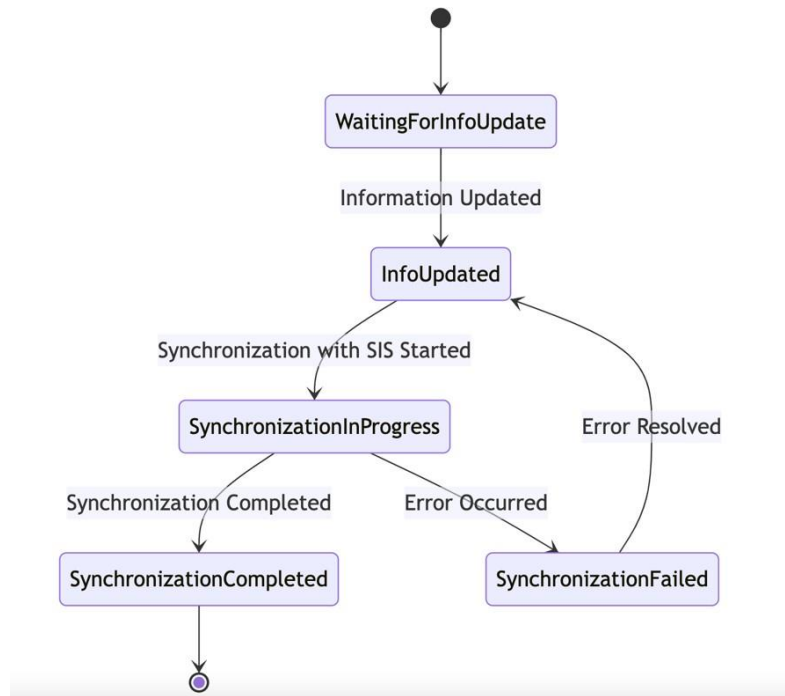 WaitingForInfoUpdate
Information Updated
InfoUpdated
Synchronization with SIS Started
SynchronizationInProgress
Error Resolved
Synchronization Completed
Error Occurred
SynchronizationCompleted
SynchronizationFailed